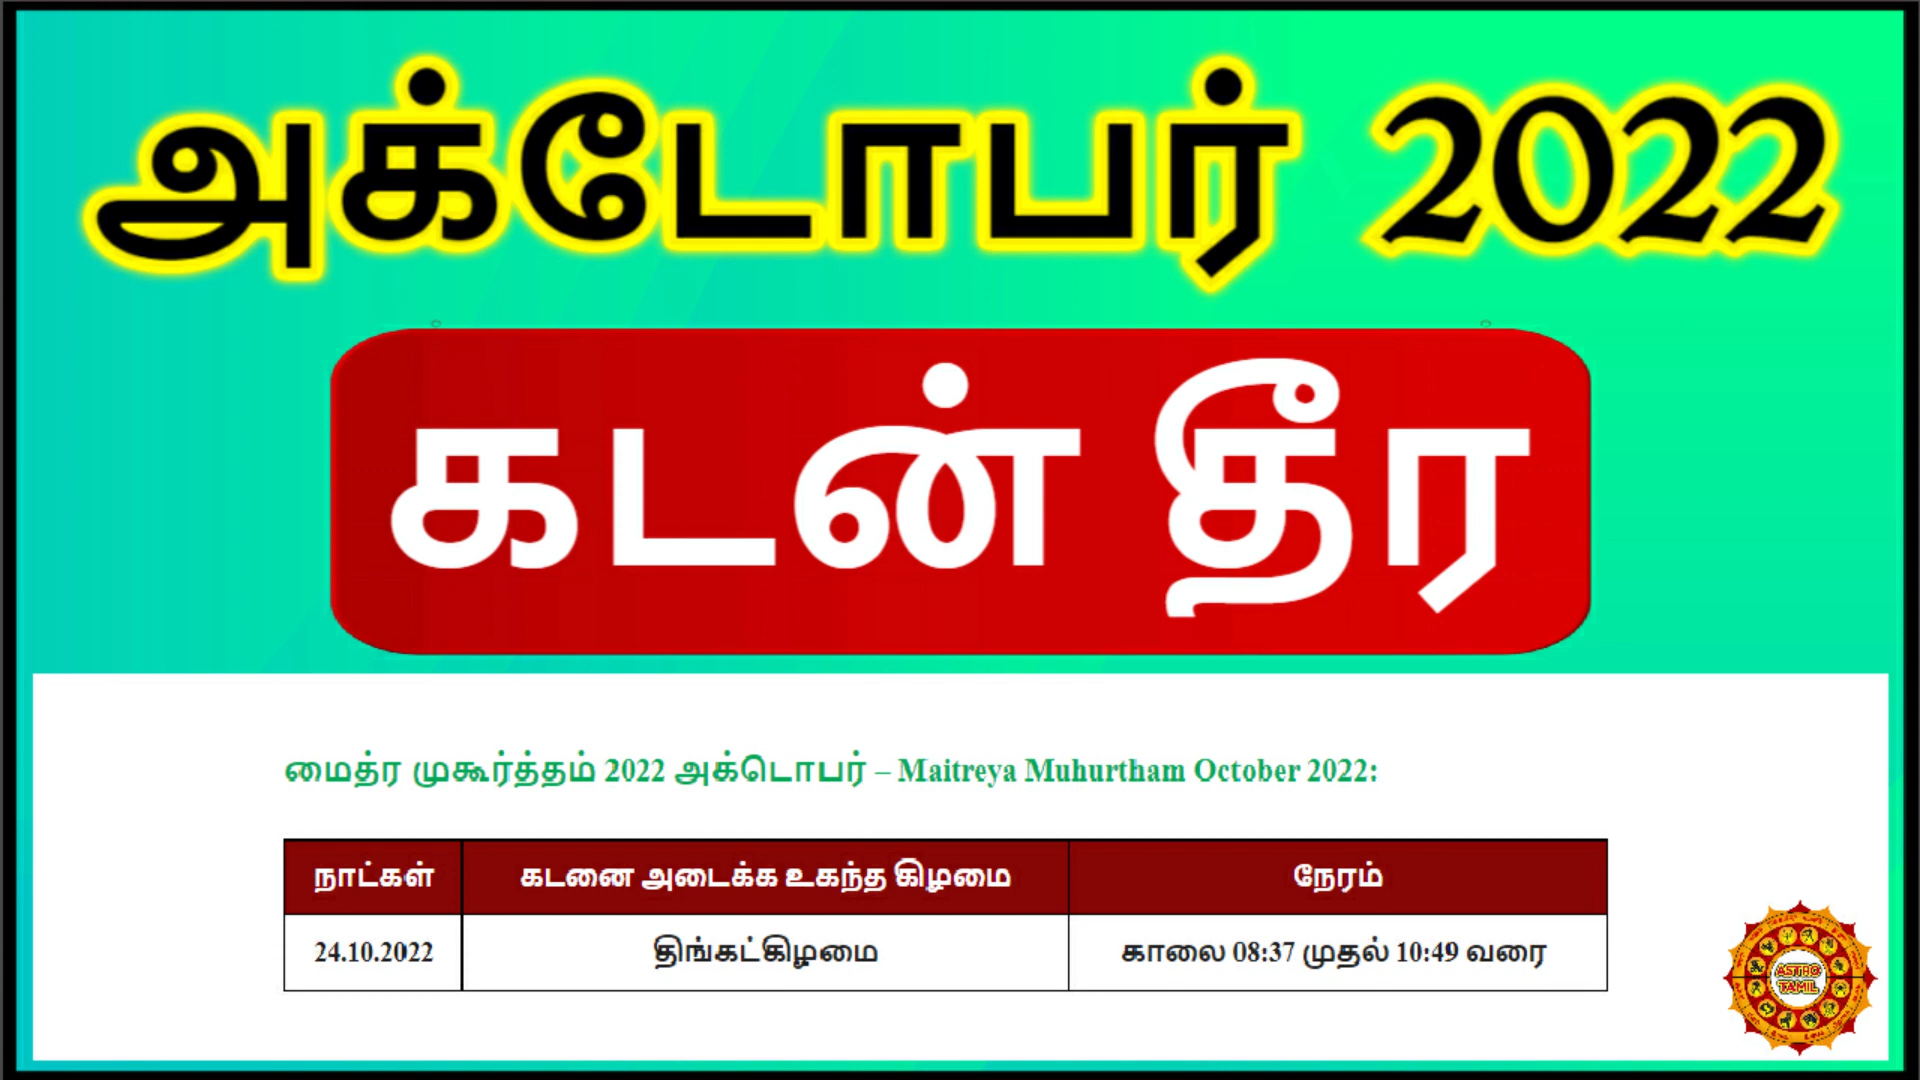 அக்டோபர் 2022
கடன் தீர
மைத்ர முகூர்த்தம் 2022 அக்டொபர் – Maitreya Muhurtham October 2022:
நாட்கள் கடனை அடைக்க உகந்த கிழமை நேரம்
24.10.2022 திங்கட்கிழமை காலை 08:37 முதல் 10:49 வரை
ASTRO
TAMIL